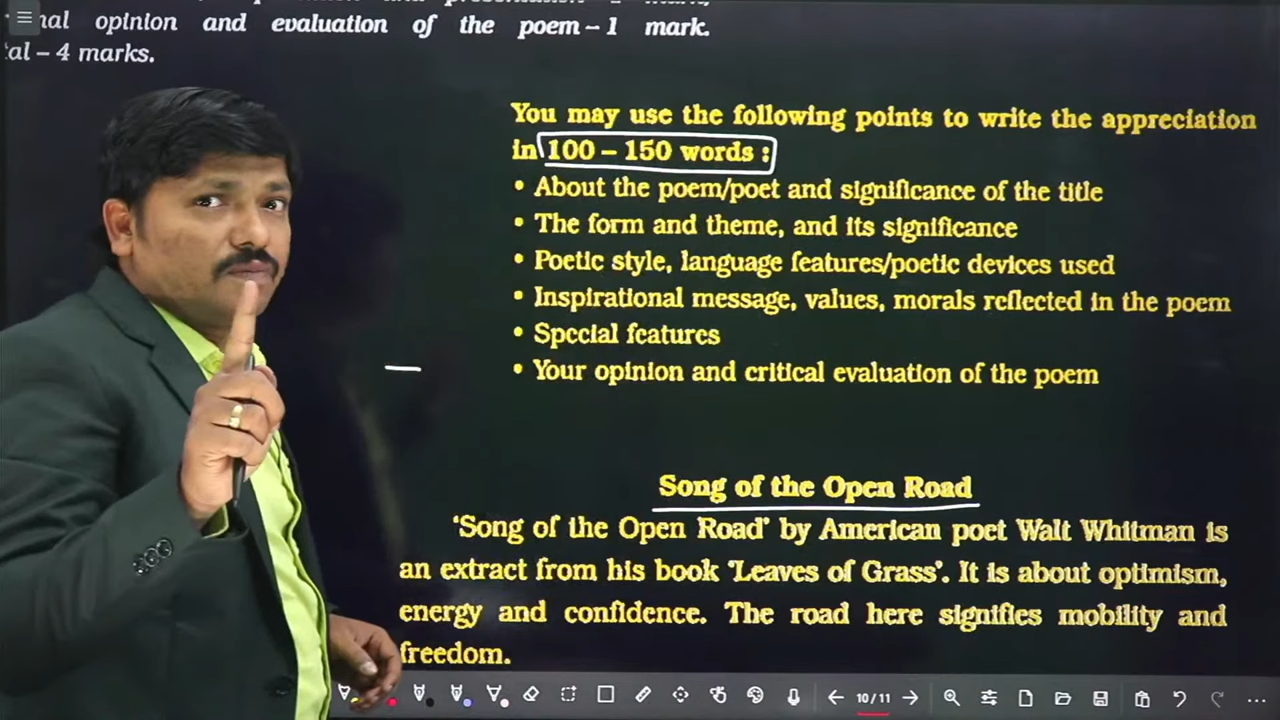 opinion and evaluation of the poem – 1 mark.
– 4 marks.
You may use the following points to write the appreciation
in 100 – 150 words :
• About the poem/poet and significance of the title
• The form and theme, and its significance
• Poetic style, language features/poetic devices used
• Inspirational message, values, morals reflected in the poem
• Special features
• Your opinion and critical evaluation of the poem
Song of the Open Road
‘Song of the Open Road’ by American poet Walt Whitman is
an extract from his book ‘Leaves of Grass’. It is about optimism,
energy and confidence. The road here signifies mobility and
freedom.
10/11